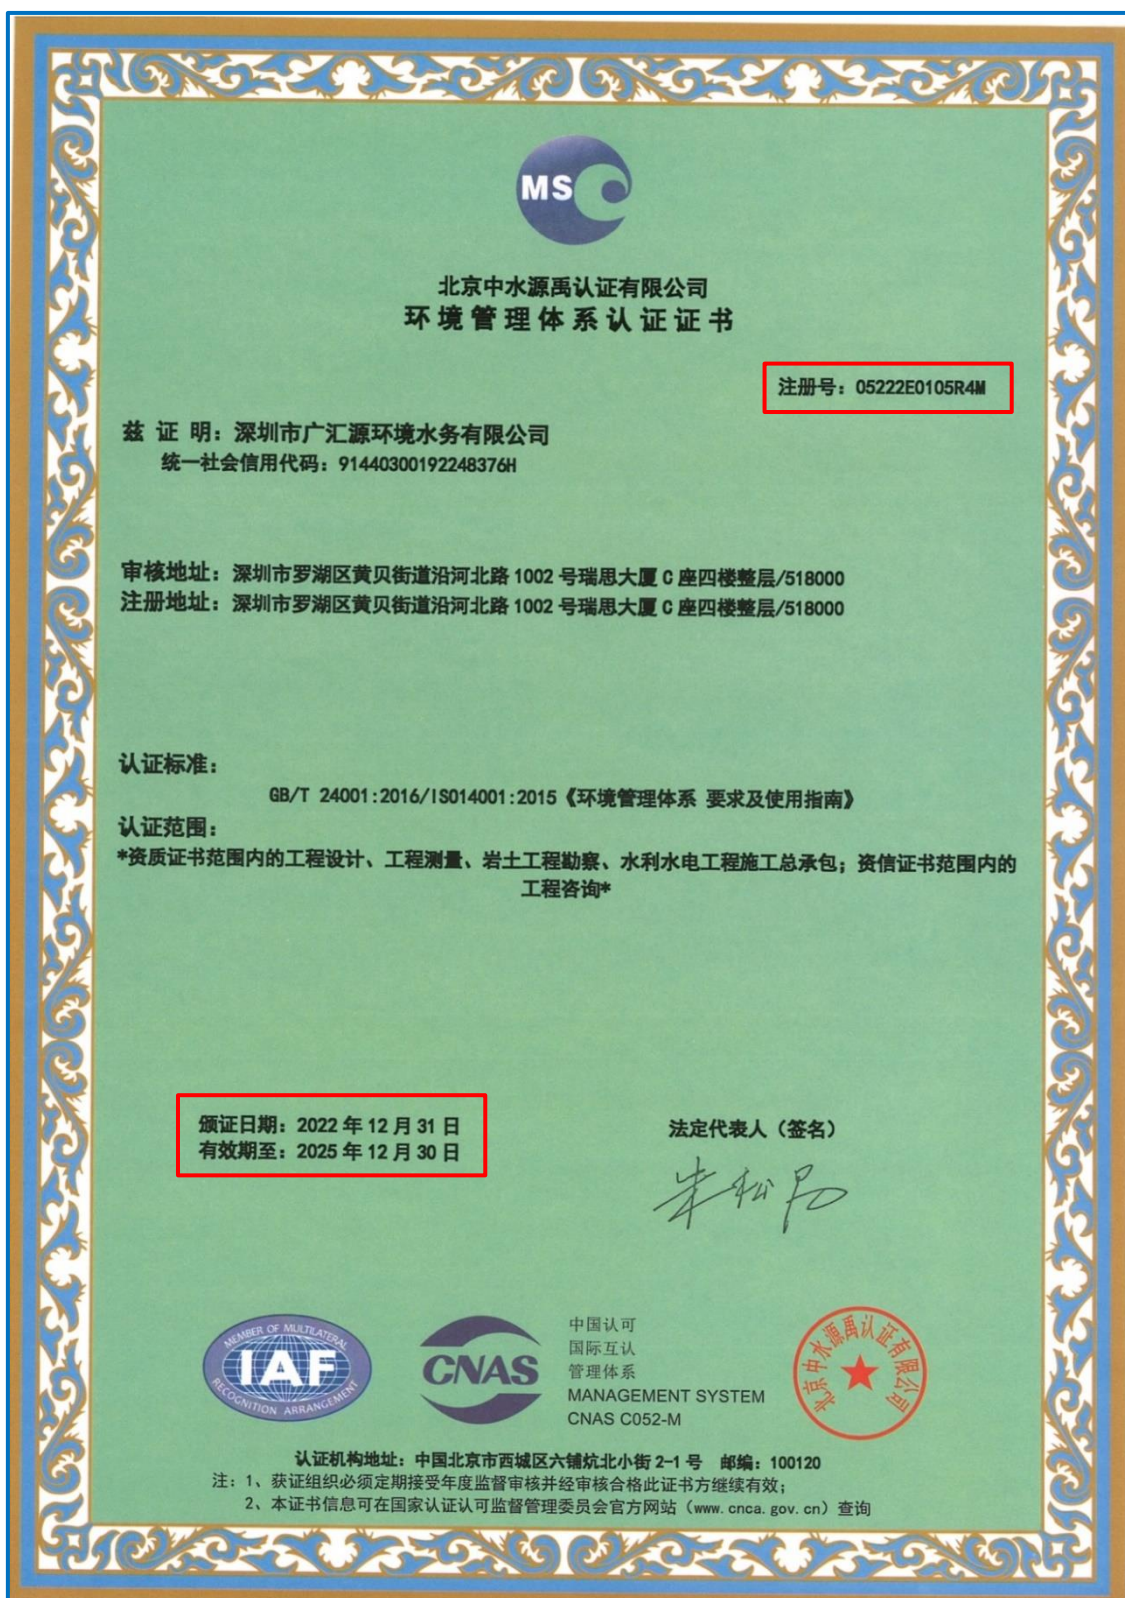 MSC
北京中水源禹认证有限公司
环境管理体系认证证书
注册号：05222E0105R4M
兹 证 明：深圳市广汇源环境水务有限公司
统一社会信用代码：91440300192248376H
审核地址：深圳市罗湖区黄贝街道沿河北路 1002 号瑞思大厦 C 座四楼整层/518000
注册地址：深圳市罗湖区黄贝街道沿河北路 1002 号瑞思大厦 C 座四楼整层/518000
认证标准：
GB/T 24001:2016/ISO14001:2015《环境管理体系 要求及使用指南》
认证范围：
*资质证书范围内的工程设计、工程测量、岩土工程勘察、水利水电工程施工总承包；资信证书范围内的
工程咨询*
颁证日期：2022 年 12 月 31 日
有效期至：2025 年 12 月 30 日
法定代表人（签名）
MEMBER OF MULTILATERAL
IAF
RECOGNITION ARRANGEMENT
CNAS
中国认可
国际互认
管理体系
MANAGEMENT SYSTEM
CNAS C052-M
北京中水源禹认证有限公司
认证机构地址：中国北京市西城区六铺炕北小街 2-1 号 邮编：100120
注：1、获证组织必须定期接受年度监督审核并经审核合格此证书方继续有效；
2、本证书信息可在国家认证认可监督管理委员会官方网站（www.cnca.gov.cn）查询